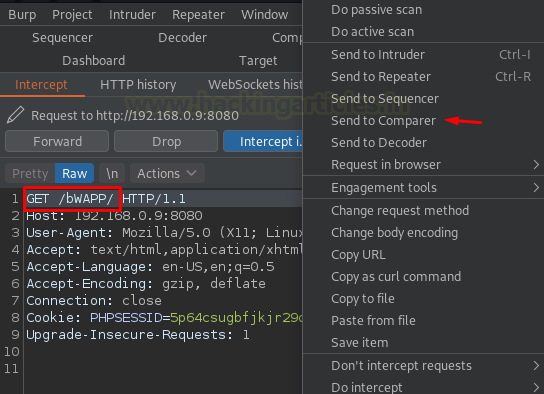 Burp Project Intruder Repeater Window
Sequencer Decoder
Dashboard Target
Intercept HTTP history WebSockets
www.hackingarticles.in
Request to http://192.168.0.9:8080
Forward Drop Intercept i
Pretty Raw \n Actions
1 GET /bWAPP/ HTTP/1.1
2 Host: 192.168.0.9:8080
3 User-Agent: Mozilla/5.0 (X11; Linux
4 Accept: text/html,application/xhtml
5 Accept-Language: en-US,en;q=0.5
6 Accept-Encoding: gzip, deflate
7 Connection: close
8 Cookie: PHPSESSID=5p64csugbfjkjr29
9 Upgrade-Insecure-Requests: 1
10
11
Do passive scan
Do active scan
Send to Intruder Ctrl-I
Send to Repeater Ctrl-R
Send to Sequencer
Send to Comparer
Send to Decoder
Request in browser
Engagement tools
Change request method
Change body encoding
Copy URL
Copy as curl command
Copy to file
Paste from file
Save item
Don't intercept requests
Do intercept